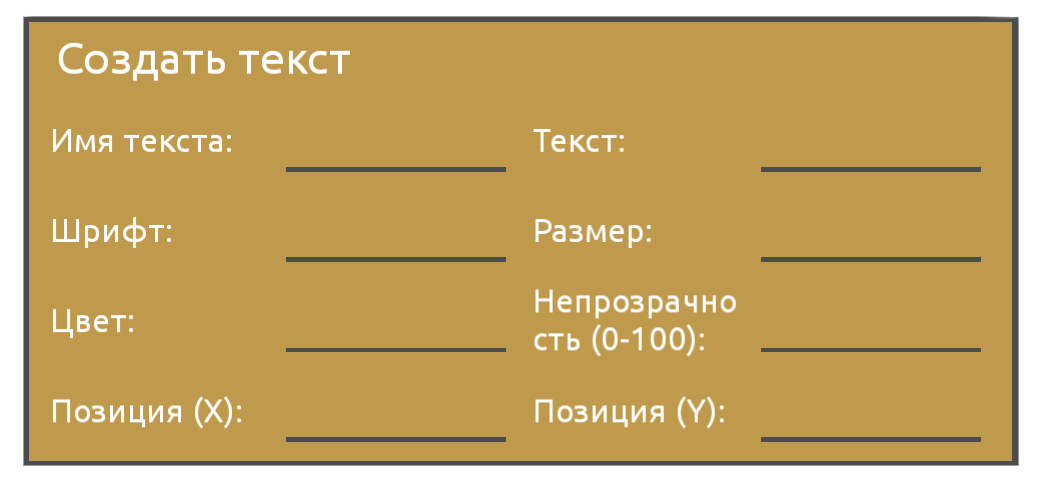 Создать текст
Имя текста:
Текст:
Шрифт:
Размер:
Цвет:
Непрозрачно
сть (0-100):
Позиция (X):
Позиция (Y):